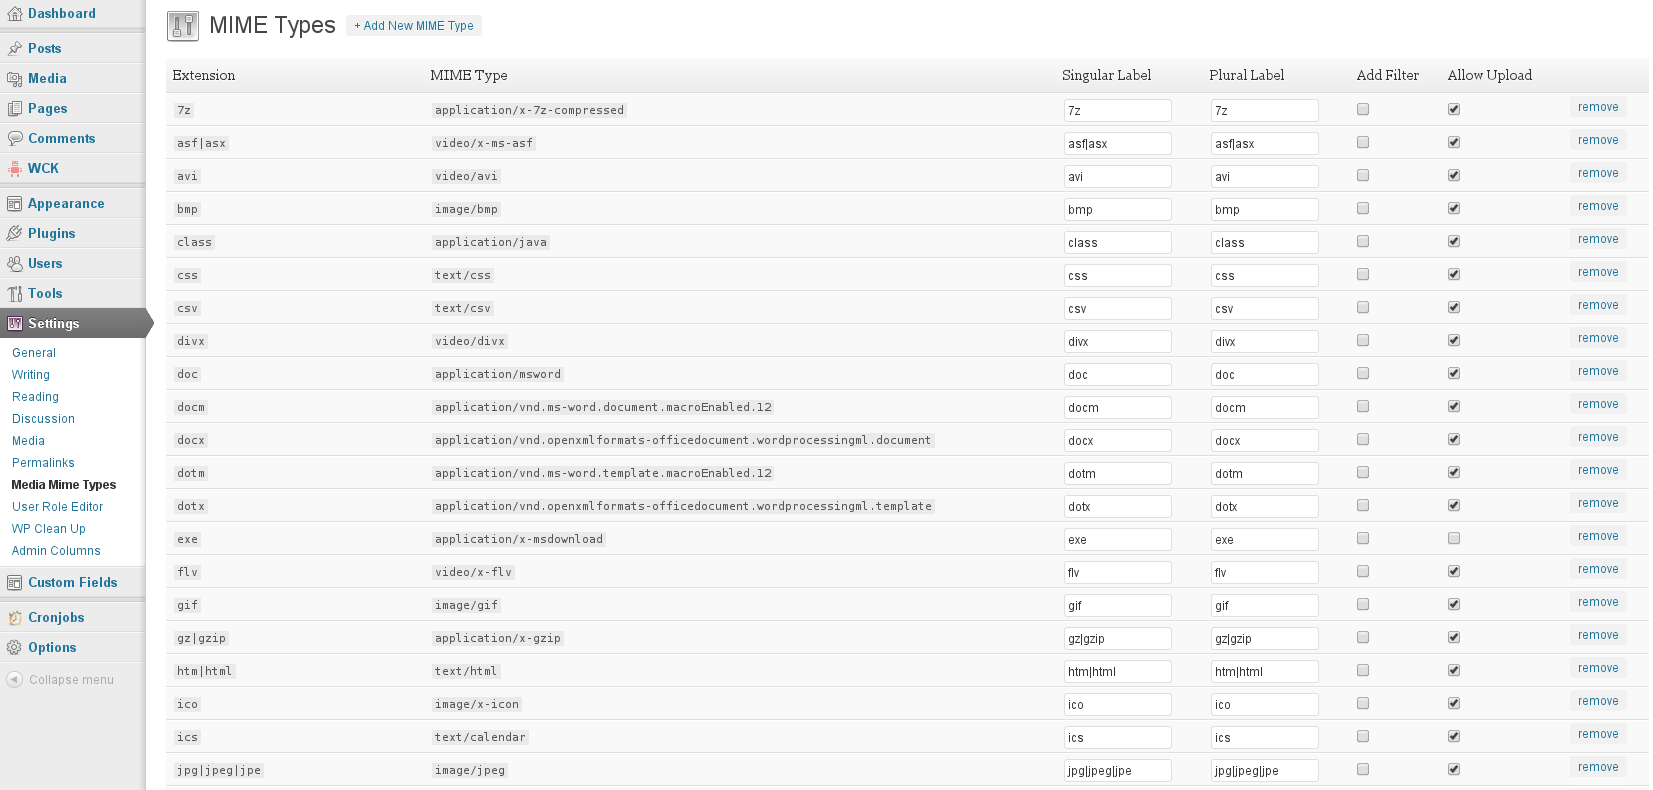 Dashboard
Posts
Media
Pages
Comments
WCK
Appearance
Plugins
Users
Tools
Settings
General
Writing
Reading
Discussion
Media
Permalinks
Media Mime Types
User Role Editor
WP Clean Up
Admin Columns
Custom Fields
Cronjobs
Options
Collapse menu
MIME Types + Add New MIME Type
Extension MIME Type Singular Label Plural Label Add Filter Allow Upload
7z application/x-7z-compressed 7z 7z remove
asf|asx video/x-ms-asf asf|asx asf|asx remove
avi video/avi avi avi remove
bmp image/bmp bmp bmp remove
class application/java class class remove
css text/css css css remove
csv text/csv csv csv remove
divx video/divx divx divx remove
doc application/msword doc doc remove
docm application/vnd.ms-word.document.macroEnabled.12 docm docm remove
docx application/vnd.openxmlformats-officedocument.wordprocessingml.document docx docx remove
dotm application/vnd.ms-word.template.macroEnabled.12 dotm dotm remove
dotx application/vnd.openxmlformats-officedocument.wordprocessingml.template dotx dotx remove
exe application/x-msdownload exe exe remove
flv video/x-flv flv flv remove
gif image/gif gif gif remove
gz|gzip application/x-gzip gz|gzip gz|gzip remove
htm|html text/html htm|html htm|html remove
ico image/x-icon ico ico remove
ics text/calendar ics ics remove
jpg|jpeg|jpe image/jpeg jpg|jpeg|jpe jpg|jpeg|jpe remove